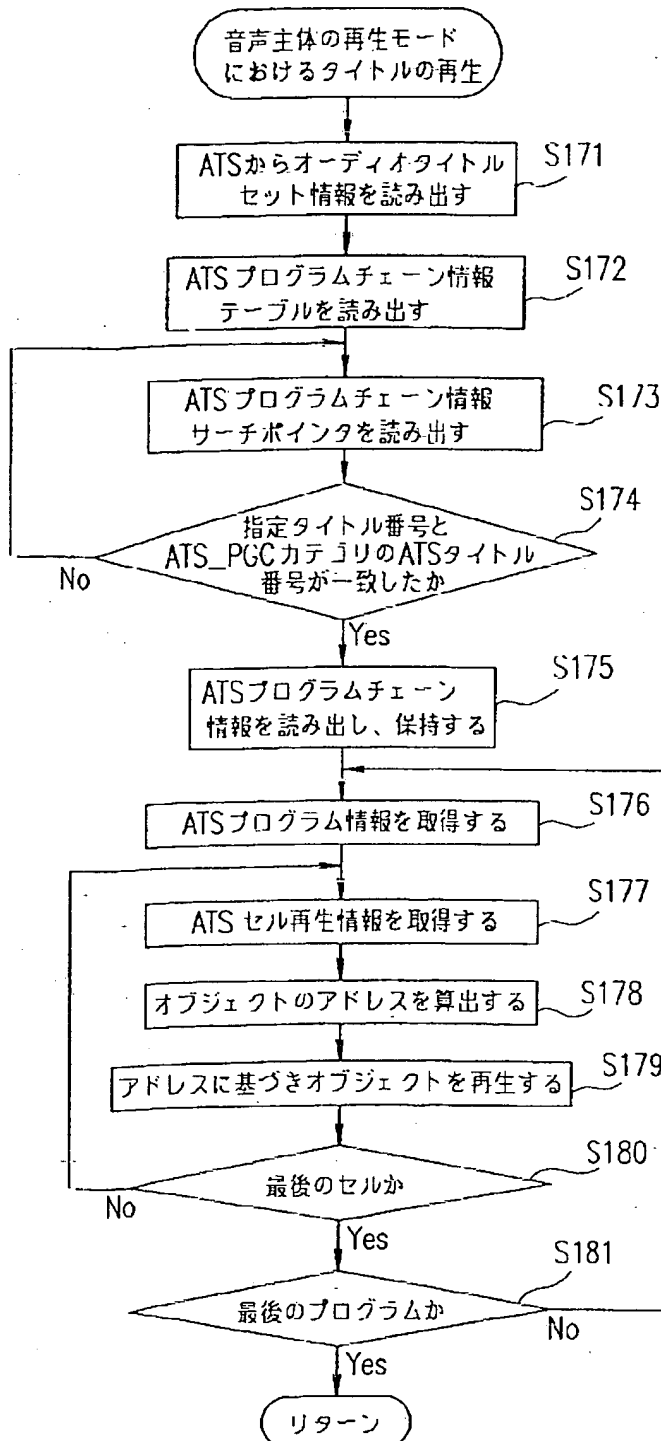 音声主体の再生モード
におけるタイトルの再生
ATSからオーディオタイトル
セット情報を読み出す
S171
ATSプログラムチェーン情報
テーブルを読み出す
S172
ATSプログラムチェーン情報
サーチポインタを読み出す
S173
指定タイトル番号と
ATS_PGCカテゴリのATSタイトル
番号が一致したか
S174
No
Yes
ATSプログラムチェーン
情報を読み出し、保持する
S175
ATSプログラム情報を取得する
S176
ATSセル再生情報を取得する
S177
オブジェクトのアドレスを算出する
S178
アドレスに基づきオブジェクトを再生する
S179
最後のセルか
S180
No
Yes
最後のプログラムか
S181
No
Yes
リターン